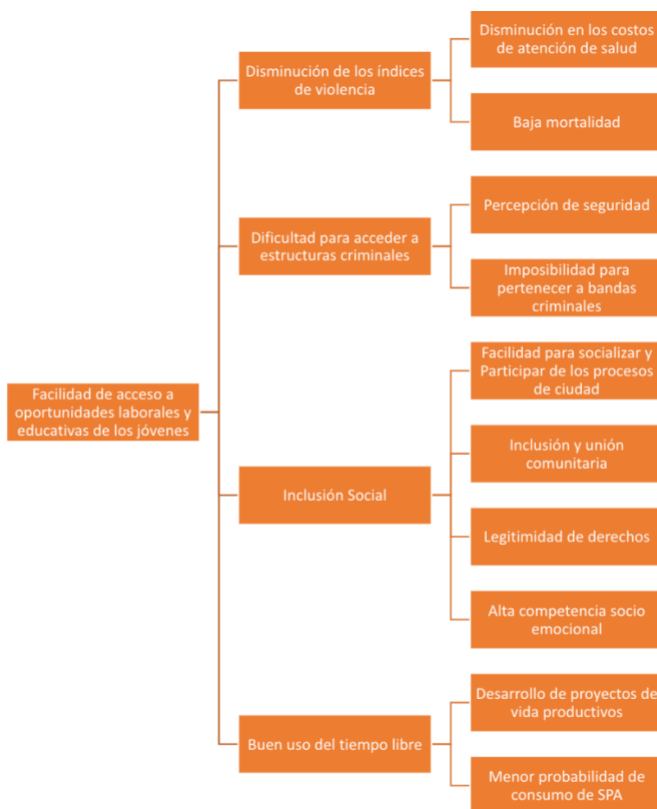 Disminución en los costos
de atención de salud
Disminución de los índices
de violencia
Baja mortalidad
Percepción de seguridad
Dificultad para acceder a
estructuras criminales
Imposibilidad para
pertenecer a bandas
criminales
Facilidad para socializar y
Participar de los procesos
de ciudad
Facilidad de acceso a
oportunidades laborales y
educativas de los jóvenes
Inclusión y unión
comunitaria
Inclusión Social
Legitimidad de derechos
Alta competencia socio
emocional
Desarrollo de proyectos de
vida productivos
Buen uso del tiempo libre
Menor probabilidad de
consumo de SPA